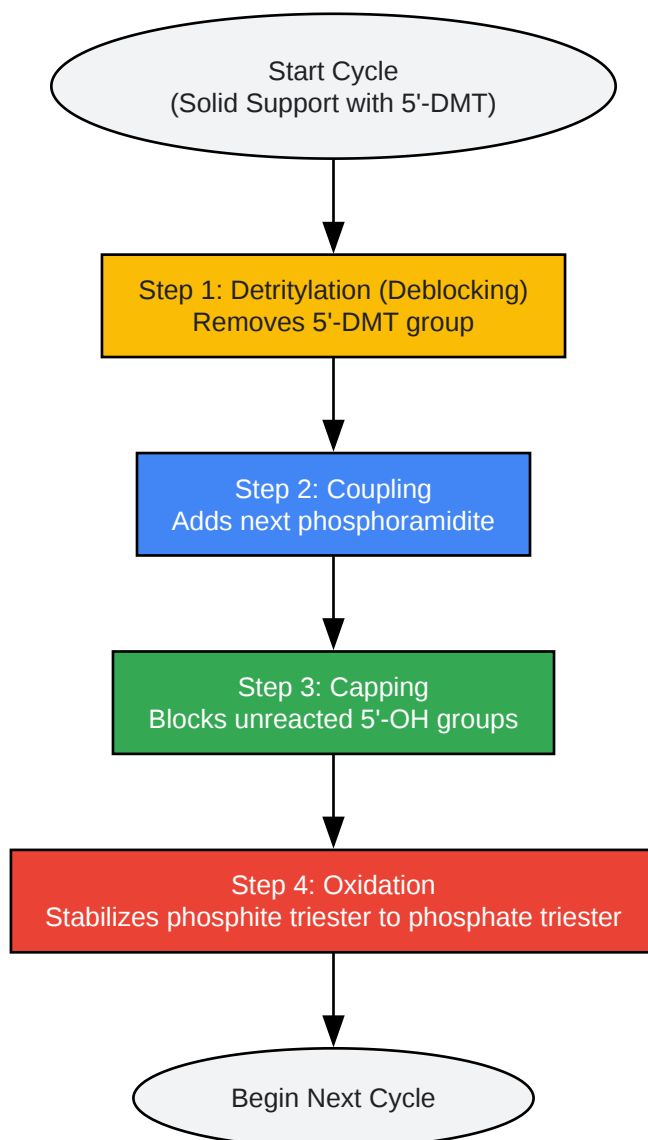 Start Cycle
(Solid Support with 5'-DMT)
Step 1: Detritylation (Deblocking)
Removes 5'-DMT group
Step 2: Coupling
Adds next phosphoramidite
Step 3: Capping
Blocks unreacted 5'-OH groups
Step 4: Oxidation
Stabilizes phosphite triester to phosphate triester
Begin Next Cycle